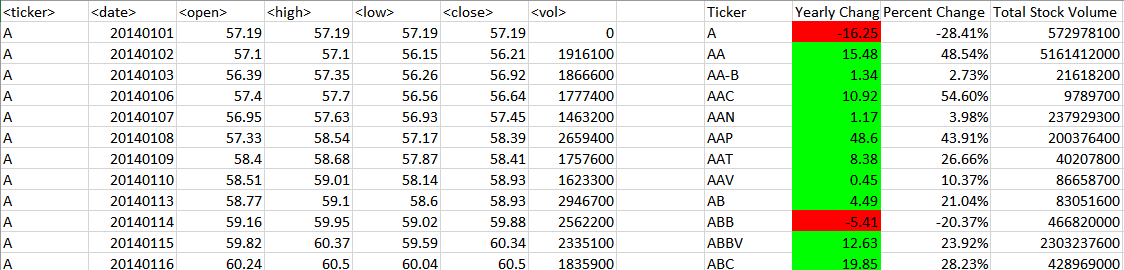 <ticker> <date> <open> <high> <low> <close> <vol> Ticker Yearly Chang Percent Change Total Stock Volume
A 20140101 57.19 57.19 57.19 57.19 0 A -16.25 -28.41% 572978100
A 20140102 57.1 57.1 56.15 56.21 1916100 AA 15.48 48.54% 5161412000
A 20140103 56.39 57.35 56.26 56.92 1866600 AA-B 1.34 2.73% 21618200
A 20140106 57.4 57.7 56.56 56.64 1777400 AAC 10.92 54.60% 9789700
A 20140107 56.95 57.63 56.93 57.45 1463200 AAN 1.17 3.98% 237929300
A 20140108 57.33 58.54 57.17 58.39 2659400 AAP 48.6 43.91% 200376400
A 20140109 58.4 58.68 57.87 58.41 1757600 AAT 8.38 26.66% 40207800
A 20140110 58.51 59.01 58.14 58.93 1623300 AAV 0.45 10.37% 86658700
A 20140113 58.77 59.1 58.6 58.93 2946700 AB 4.49 21.04% 83051600
A 20140114 59.16 59.95 59.02 59.88 2562200 ABB -5.41 -20.37% 466820000
A 20140115 59.82 60.37 59.59 60.34 2335100 ABBV 12.63 23.92% 2303237600
A 20140116 60.24 60.5 60.04 60.5 1835900 ABC 19.85 28.23% 428969000